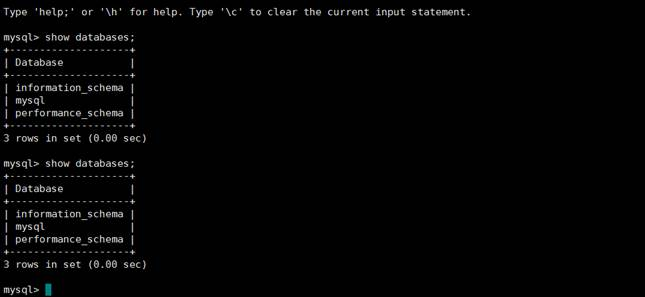 Type 'help;' or '\h' for help. Type '\c' to clear the current input statement.
mysql> show databases;
+--------------------+
| Database           |
+--------------------+
| information_schema |
| mysql              |
| performance_schema |
+--------------------+
3 rows in set (0.00 sec)
mysql> show databases;
+--------------------+
| Database           |
+--------------------+
| information_schema |
| mysql              |
| performance_schema |
+--------------------+
3 rows in set (0.00 sec)
mysql>